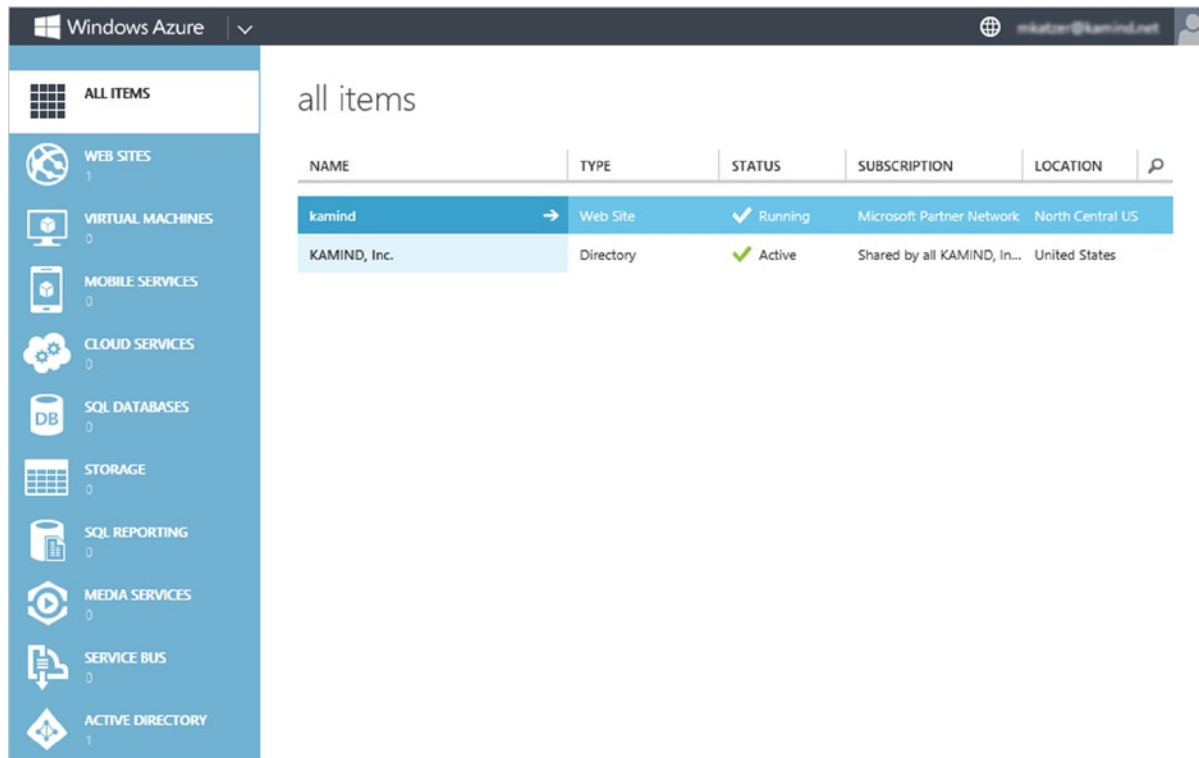 Windows Azure
mkatzer@kamind.net
ALL ITEMS
WEB SITES
1
VIRTUAL MACHINES
0
MOBILE SERVICES
0
CLOUD SERVICES
0
DB
SQL DATABASES
0
STORAGE
0
SQL REPORTING
0
MEDIA SERVICES
0
SERVICE BUS
0
ACTIVE DIRECTORY
1
all items
NAME TYPE STATUS SUBSCRIPTION LOCATION
kamind Web Site Running Microsoft Partner Network North Central US
KAMIND, Inc. Directory Active Shared by all KAMIND, In... United States